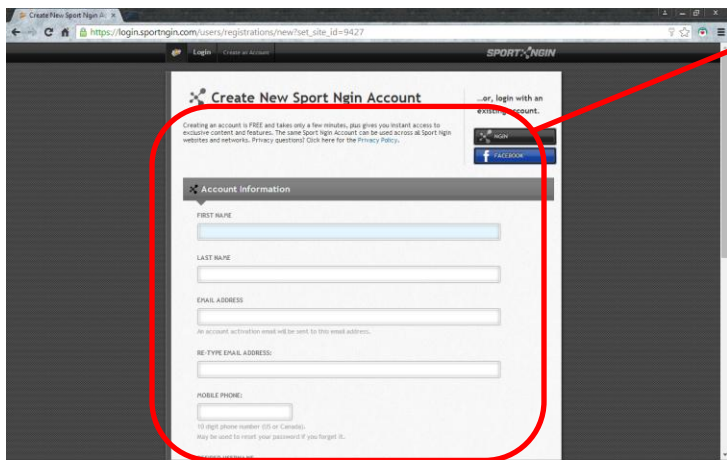 Create New Sport Ngin Ac
https://login.sportngin.com/users/registrations/new?set_site_id=9427
Login Create an Account SPORT NGIN
Create New Sport Ngin Account
...or, login with an
existing account.
Creating an account is FREE and takes only a few minutes, plus gives you instant access to
exclusive content and features. The same Sport Ngin Account can be used across all Sport Ngin
websites and networks. Privacy questions? Click here for the Privacy Policy.
NGIN
FACEBOOK
Account Information
FIRST NAME
LAST NAME
EMAIL ADDRESS
An account activation email will be sent to this email address.
RE-TYPE EMAIL ADDRESS:
MOBILE PHONE:
10 digit phone number (US or Canada).
May be used to reset your password if you forget it.